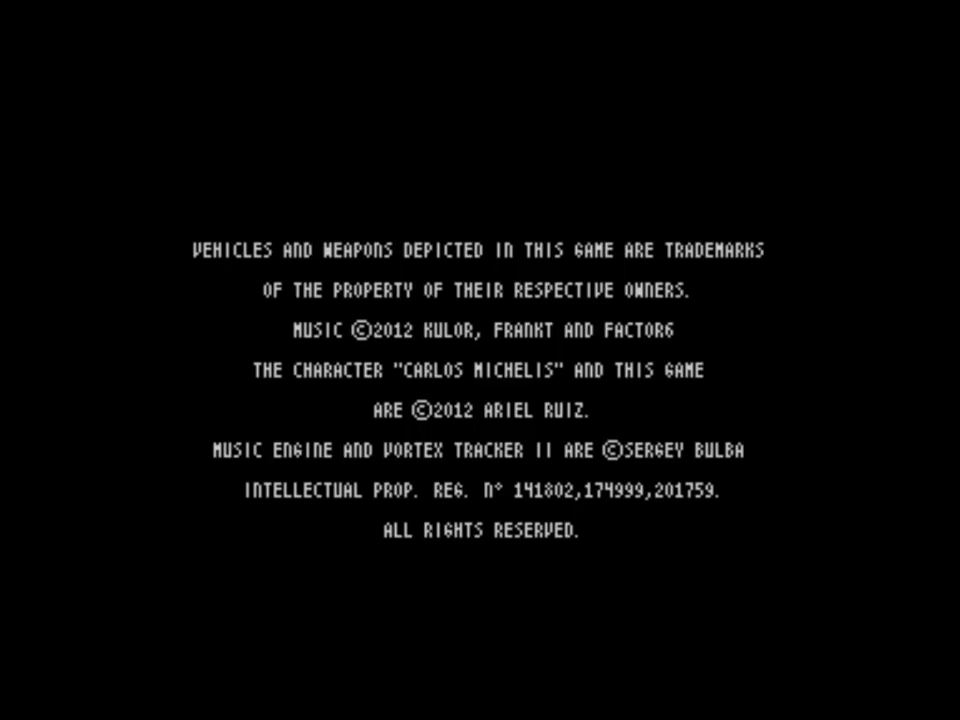 VEHICLES AND WEAPONS DEPICTED IN THIS GAME ARE TRADEMARKS
OF THE PROPERTY OF THEIR RESPECTIVE OWNERS.
MUSIC ©2012 KULOR, FRANKT AND FACTOR6
THE CHARACTER "CARLOS MICHELIS" AND THIS GAME
ARE ©2012 ARIEL RUIZ.
MUSIC ENGINE AND VORTEX TRACKER II ARE ©SERGEY BULBA
INTELLECTUAL PROP. REG. N° 141802,174999,201759.
ALL RIGHTS RESERVED.